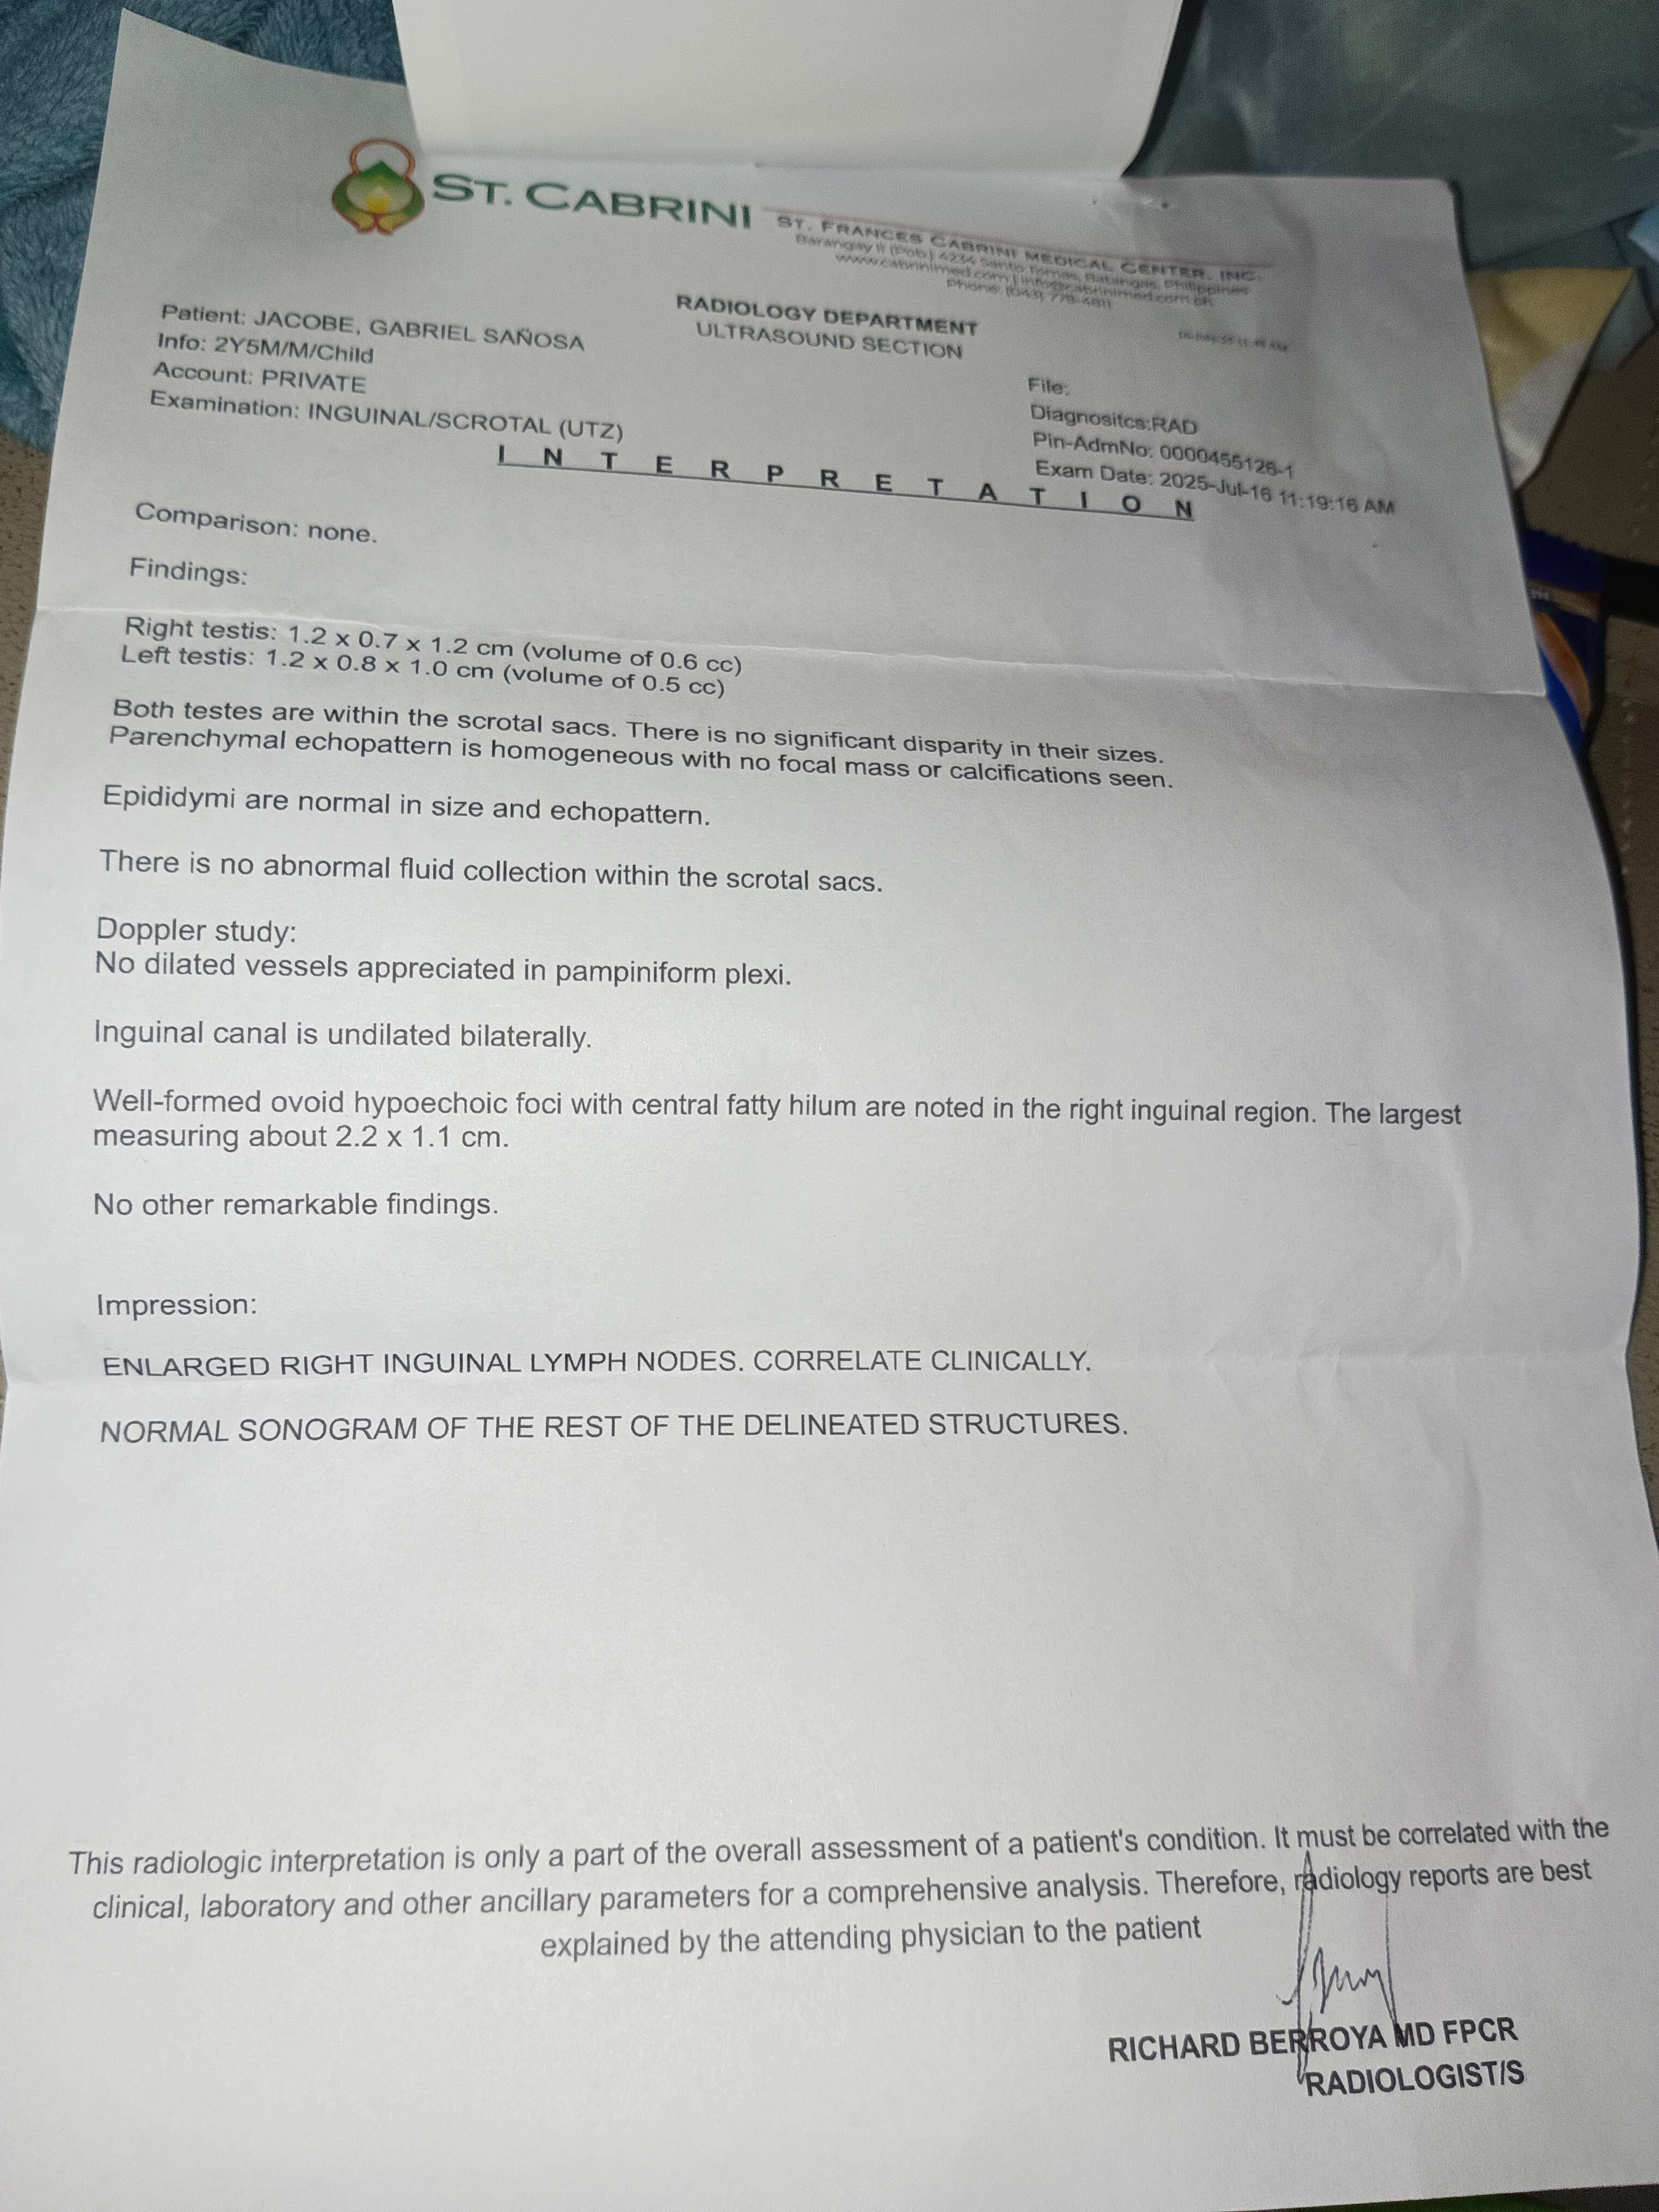 ST. CABRINI
ST. FRANCES CABRINI MEDICAL CENTER, INC.
Barangay II (Pob.) 4234 Santo Tomas, Batangas, Philippines
www.cabrinimed.com | info@cabrinimed.com.ph
Phone: (043) 778-4811
RADIOLOGY DEPARTMENT
ULTRASOUND SECTION
Patient: JACOBE, GABRIEL SAÑOSA
Info: 2Y5M/M/Child
Account: PRIVATE
Examination: INGUINAL/SCROTAL (UTZ)
File:
Diagnositcs:RAD
Pin-AdmNo: 0000455126-1
Exam Date: 2025-Jul-16 11:19:16 AM
I N T E R P R E T A T I O N
Comparison: none.
Findings:
Right testis: 1.2 x 0.7 x 1.2 cm (volume of 0.6 cc)
Left testis: 1.2 x 0.8 x 1.0 cm (volume of 0.5 cc)
Both testes are within the scrotal sacs. There is no significant disparity in their sizes.
Parenchymal echopattern is homogeneous with no focal mass or calcifications seen.
Epididymi are normal in size and echopattern.
There is no abnormal fluid collection within the scrotal sacs.
Doppler study:
No dilated vessels appreciated in pampiniform plexi.
Inguinal canal is undilated bilaterally.
Well-formed ovoid hypoechoic foci with central fatty hilum are noted in the right inguinal region. The largest
measuring about 2.2 x 1.1 cm.
No other remarkable findings.
Impression:
ENLARGED RIGHT INGUINAL LYMPH NODES. CORRELATE CLINICALLY.
NORMAL SONOGRAM OF THE REST OF THE DELINEATED STRUCTURES.
This radiologic interpretation is only a part of the overall assessment of a patient's condition. It must be correlated with the
clinical, laboratory and other ancillary parameters for a comprehensive analysis. Therefore, radiology reports are best
explained by the attending physician to the patient
RICHARD BERROYA MD FPCR
RADIOLOGIST/S